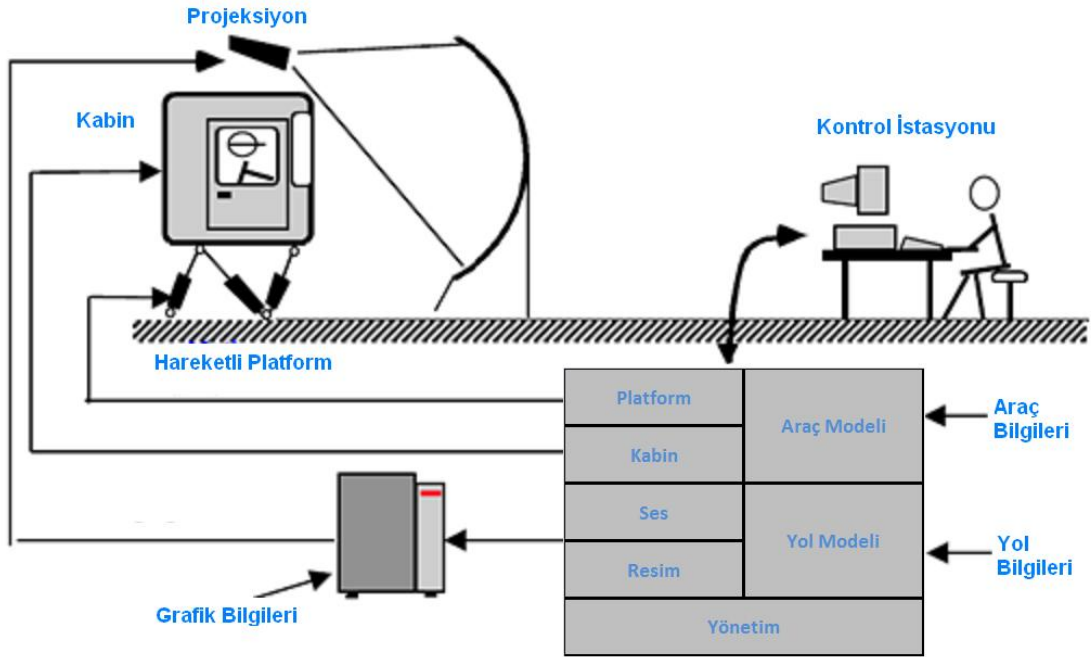 Projeksiyon
Kabin
Kontrol İstasyonu
Hareketli Platform
Platform
Araç Modeli
Araç
Bilgileri
Kabin
Ses
Yol Modeli
Yol
Bilgileri
Resim
Grafik Bilgileri
Yönetim